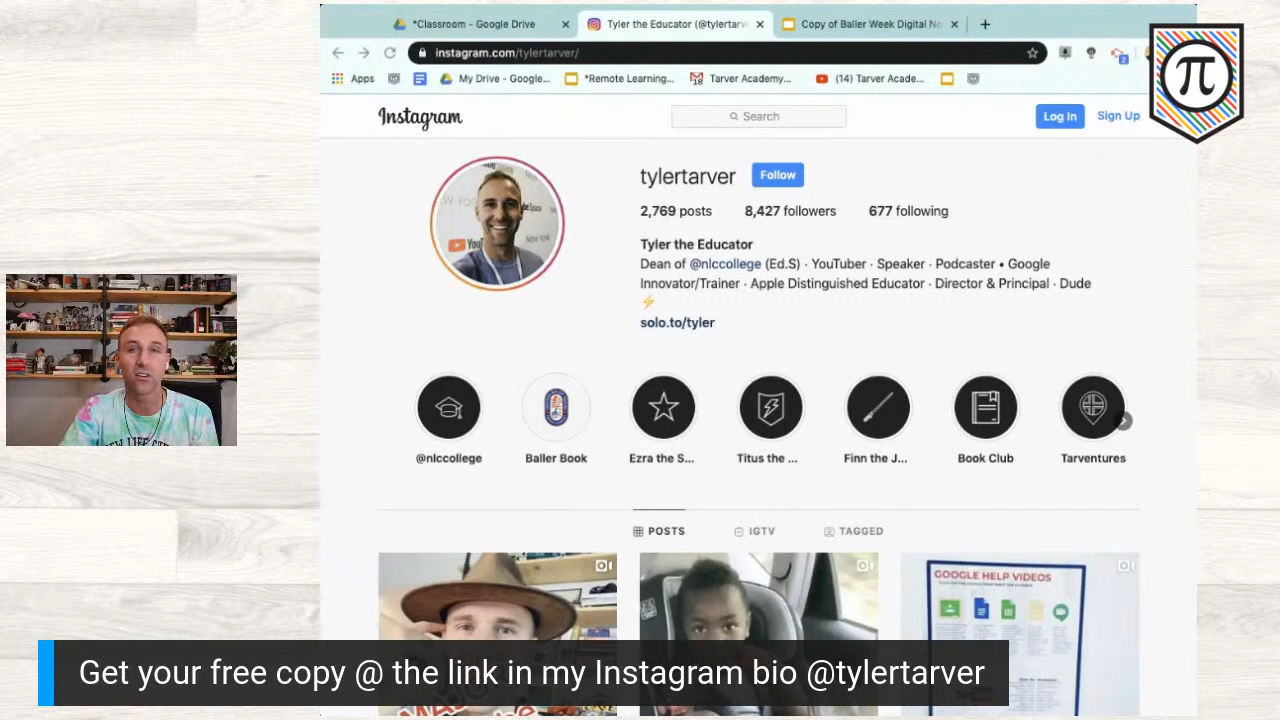 *Classroom - Google Drive
Tyler the Educator (@tylertarv
Copy of Baller Week Digital No
instagram.com/tylertarver/
2
Apps
My Drive - Google...
*Remote Learning...
18
Tarver Academy...
(14) Tarver Acade...
π
Instagram
Search
Log In
Sign Up
tylertarver
Follow
2,769 posts
8,427 followers
677 following
Tyler the Educator
Dean of @nlccollege (Ed.S) · YouTuber · Speaker · Podcaster • Google
Innovator/Trainer · Apple Distinguished Educator · Director & Principal · Dude
⚡
solo.to/tyler
@nlccollege
Baller Book
Ezra the S...
Titus the ...
Finn the J...
Book Club
Tarventures
POSTS
IGTV
TAGGED
GOOGLE HELP VIDEOS
Get your free copy @ the link in my Instagram bio @tylertarver